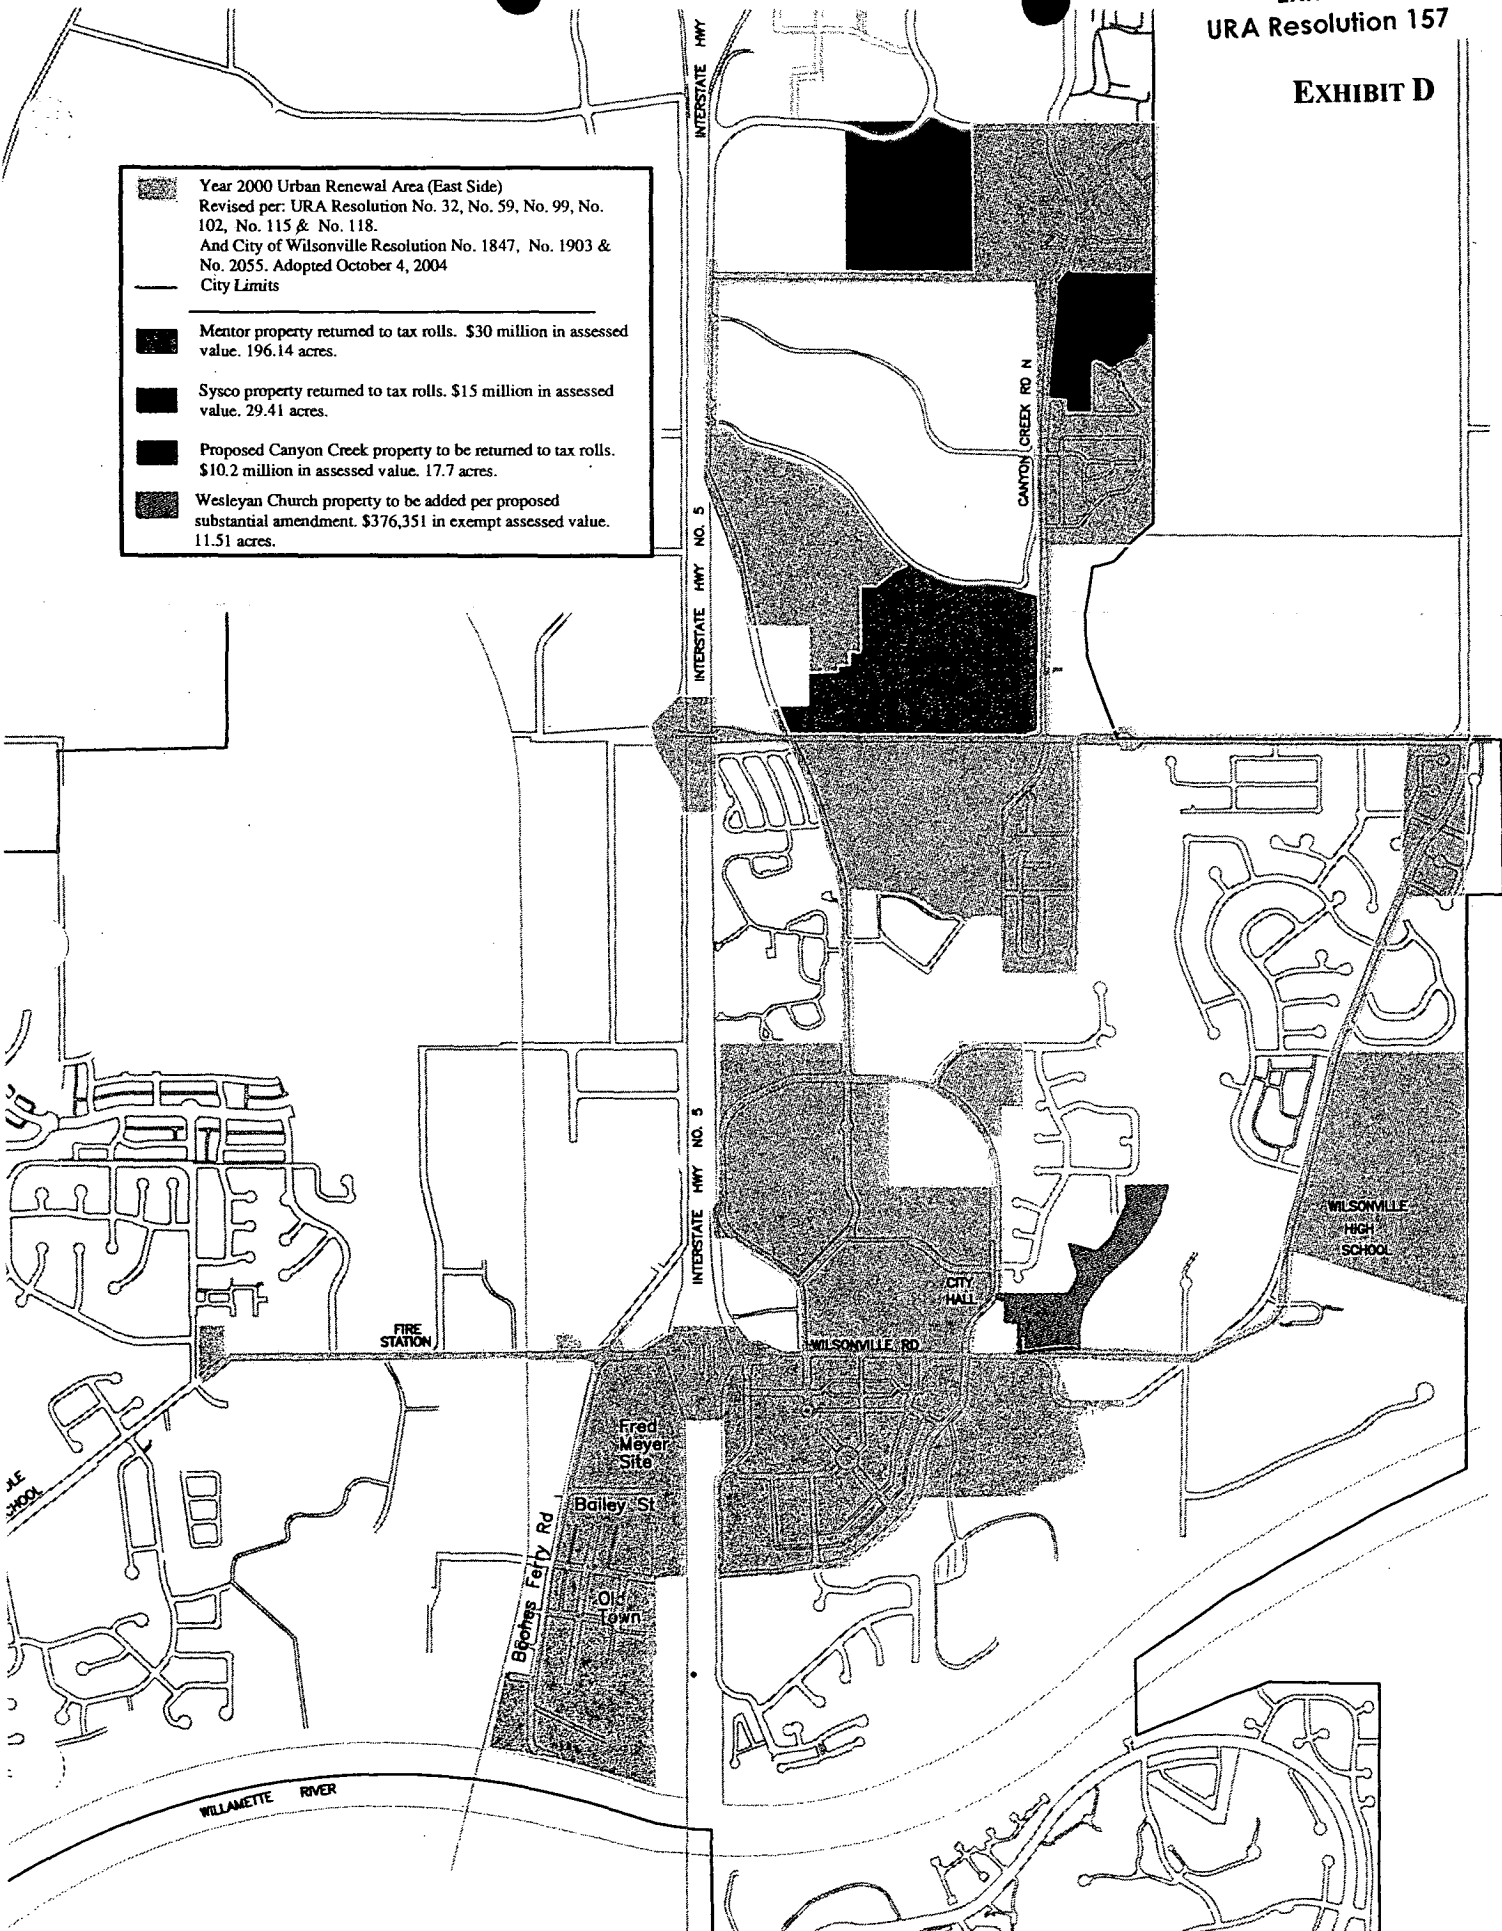 URA Resolution 157
EXHIBIT D
INTERSTATE HWY
INTERSTATE HWY
Year 2000 Urban Renewal Area (East Side)
Revised per: URA Resolution No. 32, No. 59, No. 99, No.
102, No. 115 & No. 118.
And City of Wilsonville Resolution No. 1847, No. 1903 &
No. 2055. Adopted October 4, 2004
City Limits
Mentor property returned to tax rolls. $30 million in assessed
value. 196.14 acres.
Sysco property returned to tax rolls. $15 million in assessed
value. 29.41 acres.
Proposed Canyon Creek property to be returned to tax rolls.
$10.2 million in assessed value. 17.7 acres.
Wesleyan Church property to be added per proposed
substantial amendment. $376,351 in exempt assessed value.
11.51 acres.
CANYON CREEK RD N
INTERSTATE HWY NO. 5
INTERSTATE HWY NO. 5
WILSONVILLE
HIGH
SCHOOL
CITY
HALL
FIRE
STATION
WILSONVILLE RD
Fred
Meyer
Site
Bailey St
Boones Ferry Rd
Old
Town
SCHOOL
WILLAMETTE RIVER